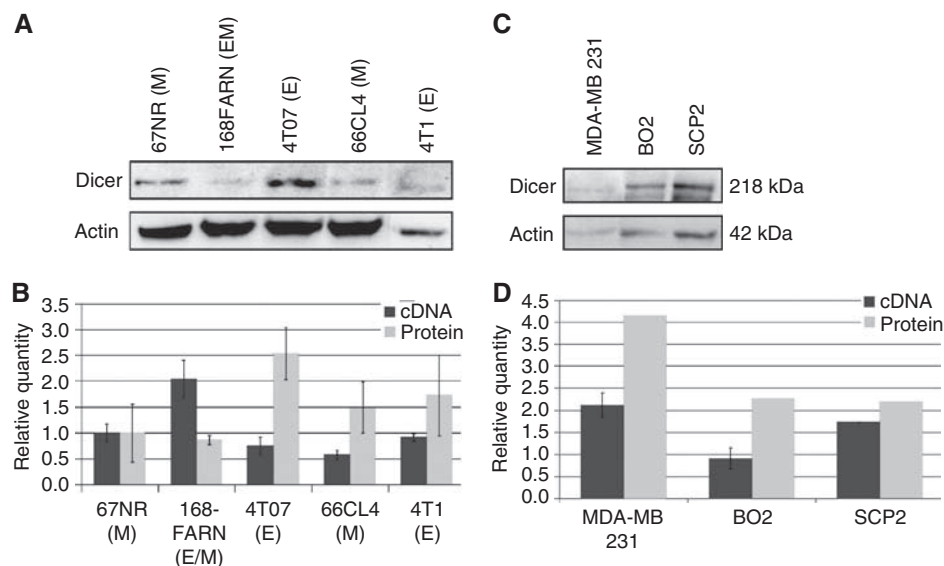 A
67NR (M)
168FARN (EM)
4T07 (E)
66CL4 (M)
4T1 (E)
Dicer
Actin
B
Relative quantity
3.5
3.0
2.5
2.0
1.5
1.0
0.5
0.0
cDNA
Protein
67NR
(M)
168-
FARN
(E/M)
4T07
(E)
66CL4
(M)
4T1
(E)
C
MDA-MB 231
BO2
SCP2
Dicer
218 kDa
Actin
42 kDa
D
Relative quantity
4.5
4.0
3.5
3.0
2.5
2.0
1.5
1.0
0.5
0.0
cDNA
Protein
MDA-MB
231
BO2
SCP2